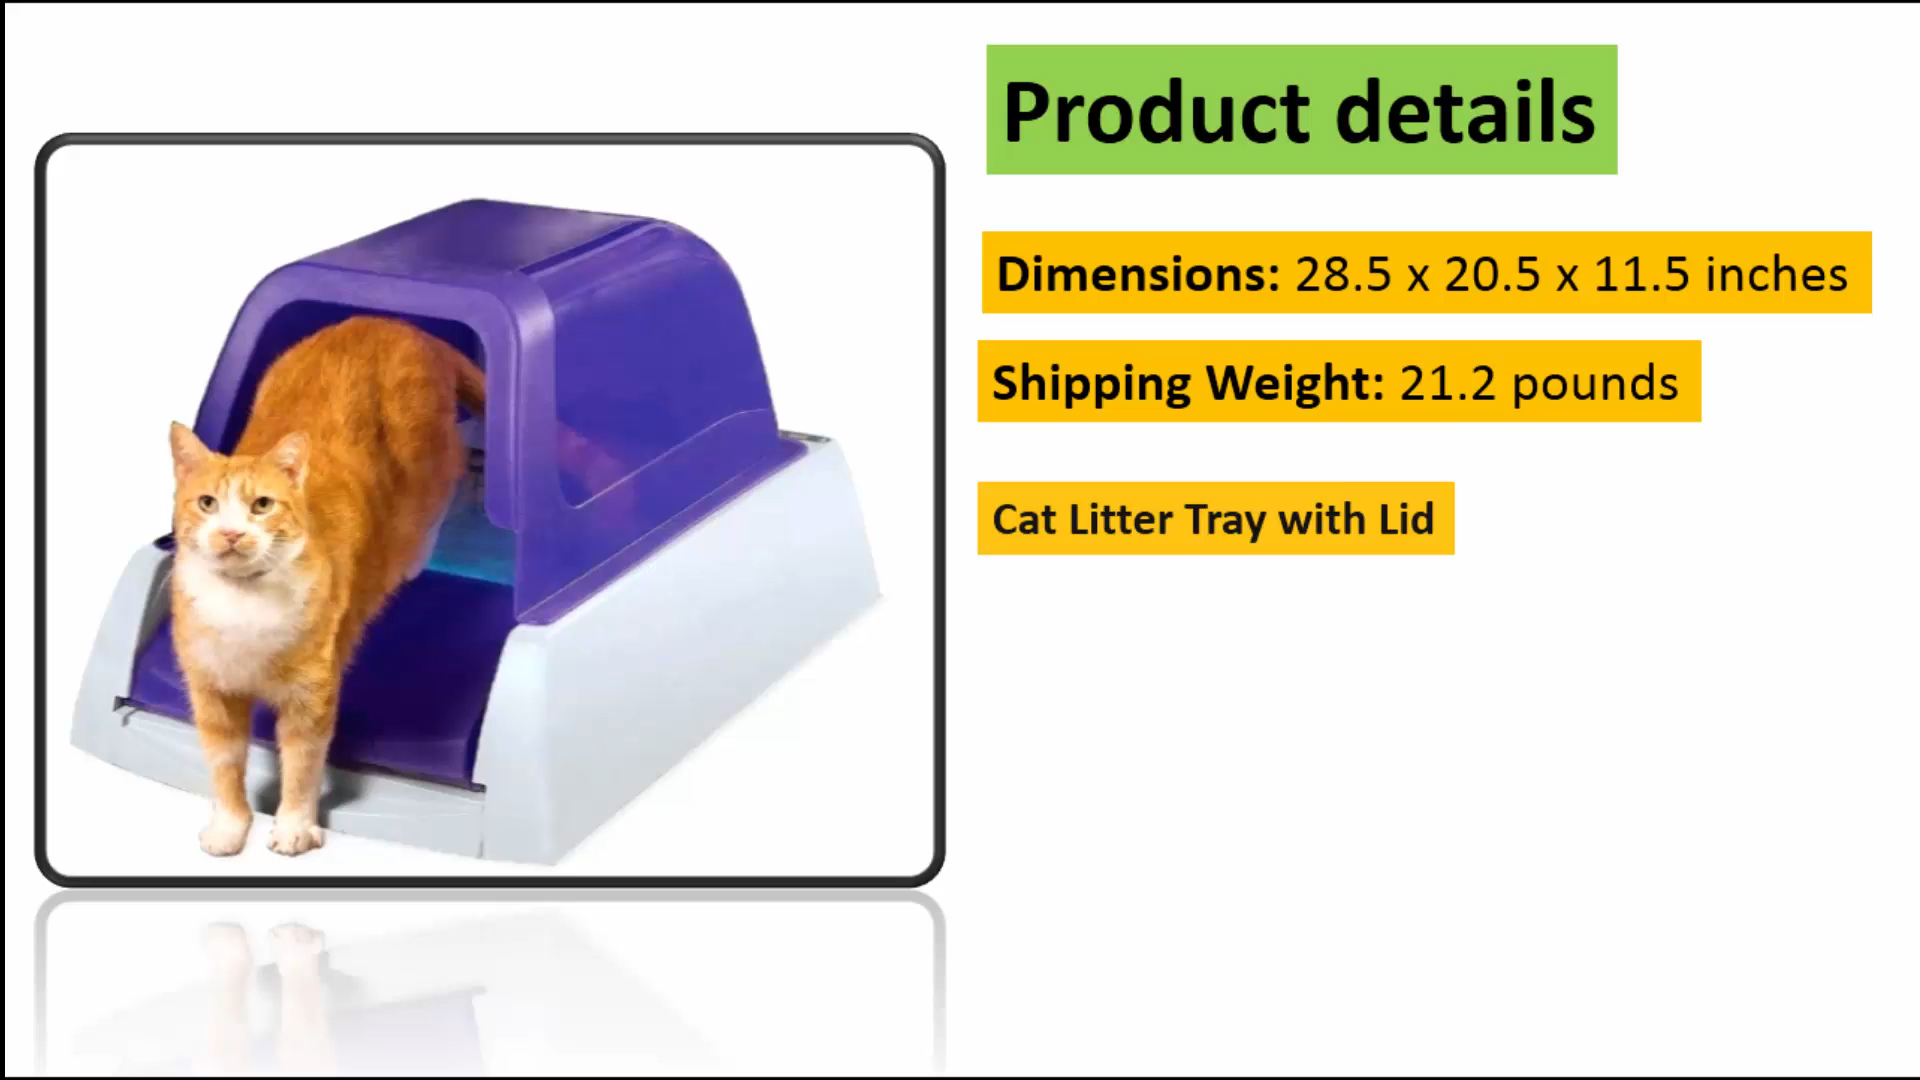 Product details
Dimensions: 28.5 x 20.5 x 11.5 inches
Shipping Weight: 21.2 pounds
Cat Litter Tray with Lid